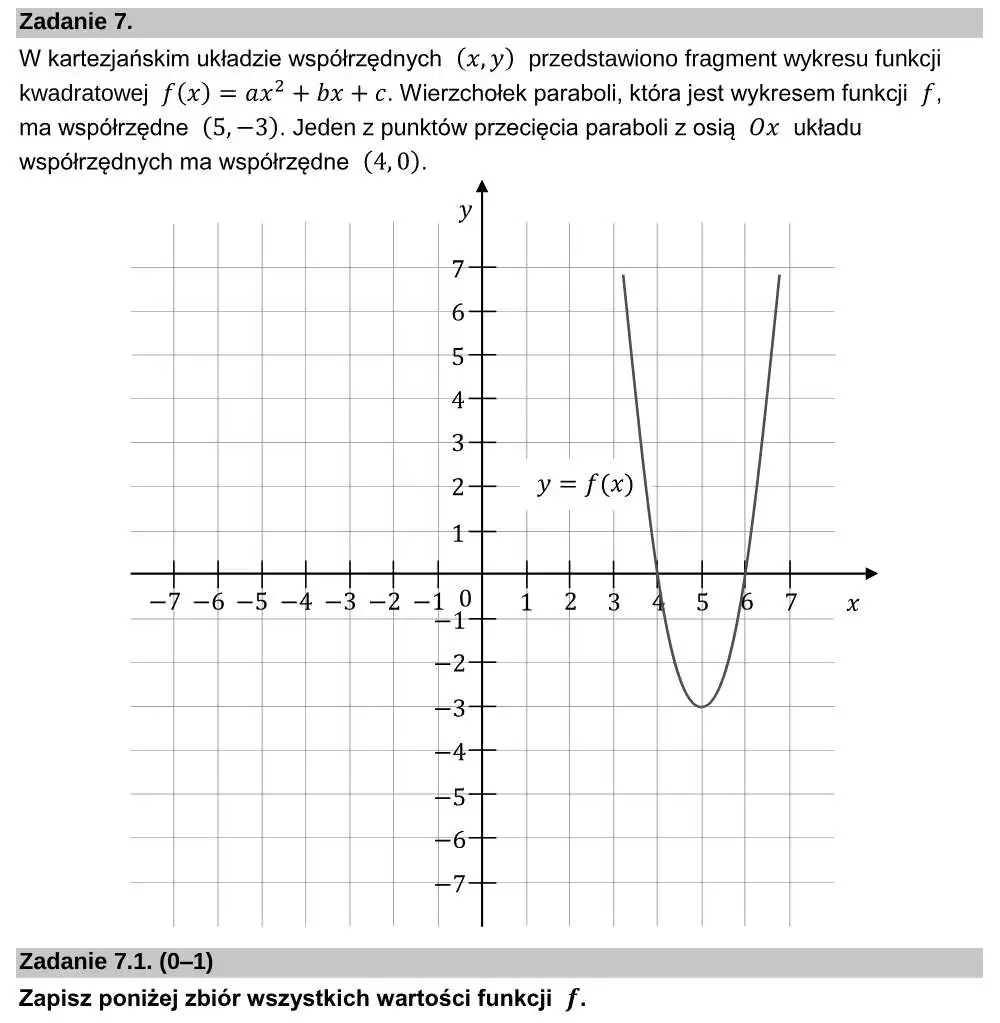 Zadanie 7.
W kartezjańskim układzie współrzędnych (x, y) przedstawiono fragment wykresu funkcji
kwadratowej f(x) = ax² + bx + c. Wierzchołek paraboli, która jest wykresem funkcji f,
ma współrzędne (5, −3). Jeden z punktów przecięcia paraboli z osią Ox układu
współrzędnych ma współrzędne (4, 0).
y
7
6
5
4
3
2
y = f(x)
1
−7 −6 −5 −4 −3 −2 −1 0 1 2 3 4 5 6 7 x
−1
−2
−3
−4
−5
−6
−7
Zadanie 7.1. (0–1)
Zapisz poniżej zbiór wszystkich wartości funkcji f.